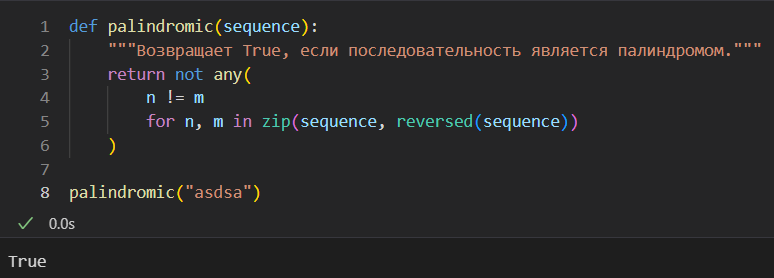 1 def palindromic(sequence):
2     """Возвращает True, если последовательность является палиндромом."""
3     return not any(
4         n != m
5         for n, m in zip(sequence, reversed(sequence))
6     )
7
8 palindromic("asdsa")
✓ 0.0s
True